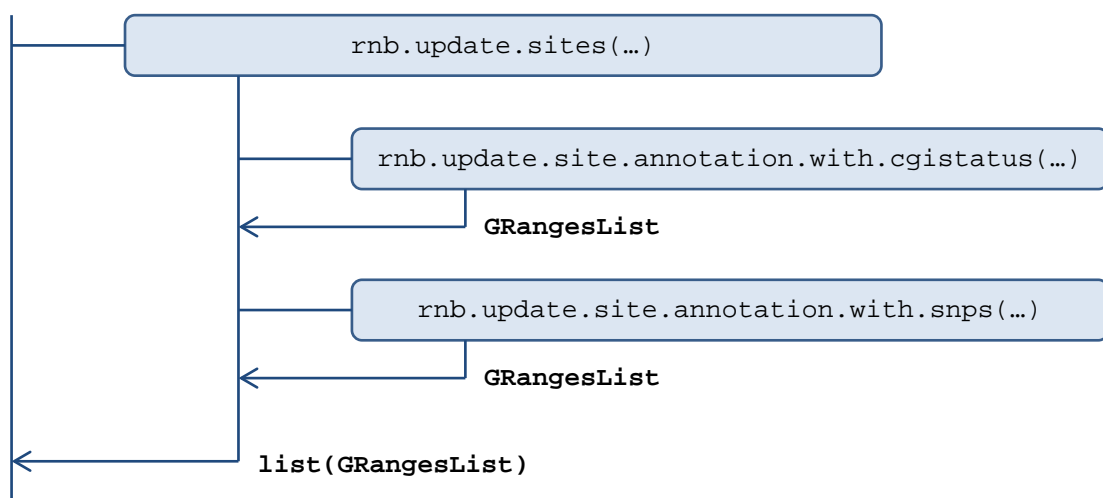 rnb.update.sites(…)
rnb.update.site.annotation.with.cgistatus(…)
GRangesList
rnb.update.site.annotation.with.snps(…)
GRangesList
list(GRangesList)